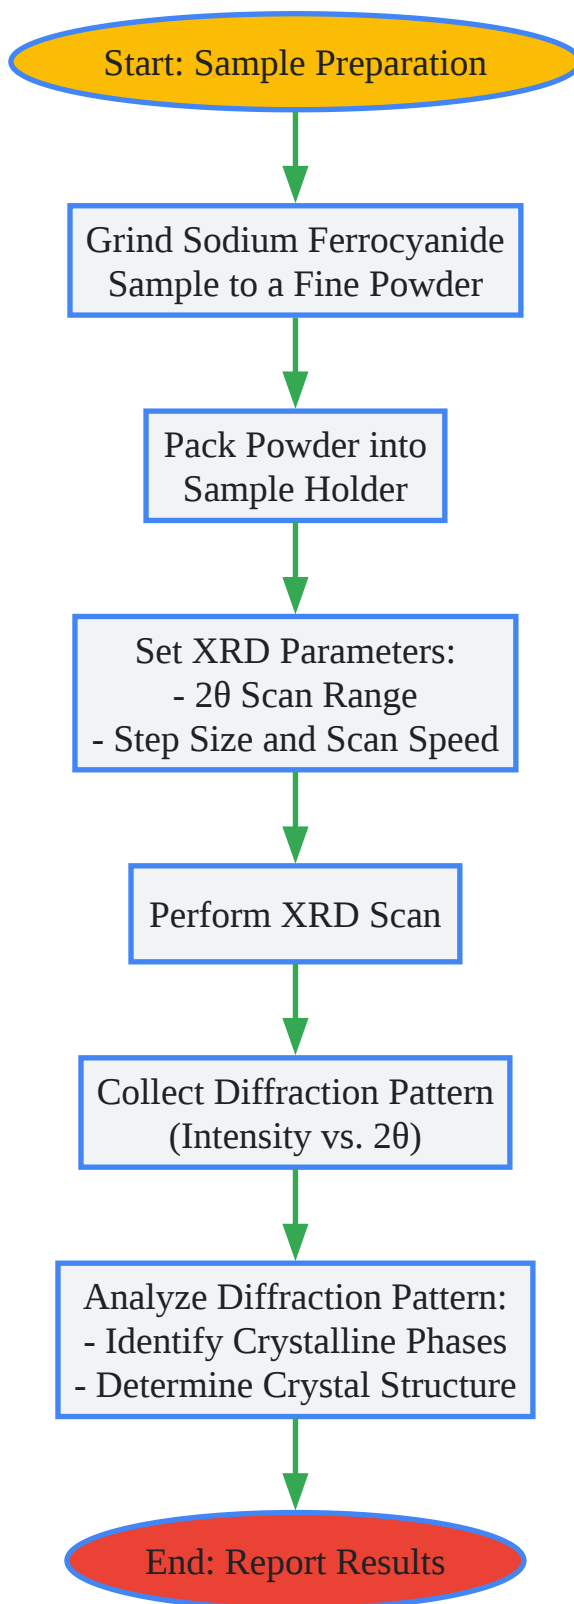 Start: Sample Preparation
Grind Sodium Ferrocyanide
Sample to a Fine Powder
Pack Powder into
Sample Holder
Set XRD Parameters:
- 2θ Scan Range
- Step Size and Scan Speed
Perform XRD Scan
Collect Diffraction Pattern
(Intensity vs. 2θ)
Analyze Diffraction Pattern:
- Identify Crystalline Phases
- Determine Crystal Structure
End: Report Results